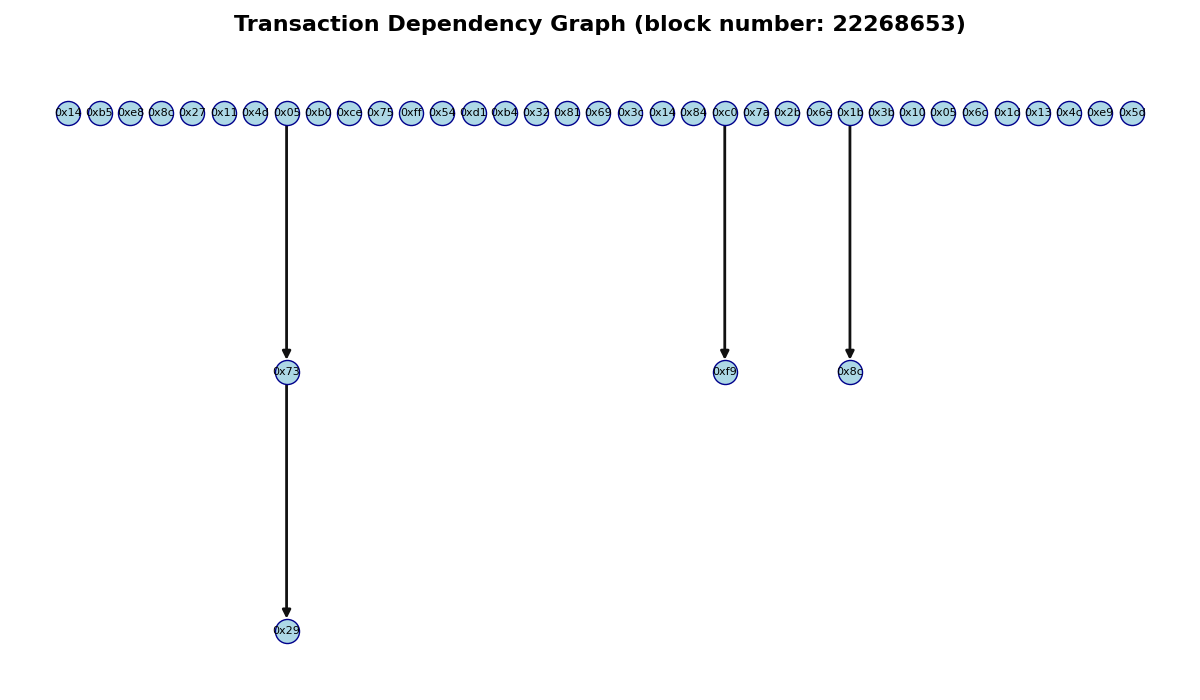 Transaction Dependency Graph (block number: 22268653)
0x14 0xb5 0xe8 0x8c 0x27 0x11 0x4d 0x05 0xb0 0xce 0x75 0xff 0x54 0xd1 0xb4 0x32 0x81 0x69 0x3c 0x14 0x84 0xc0 0x7a 0x2b 0x6e 0x1b 0x3b 0x10 0x05 0x6c 0x1c 0x13 0x4c 0xe9 0x5c
0x73 0xf9 0x8c
0x29